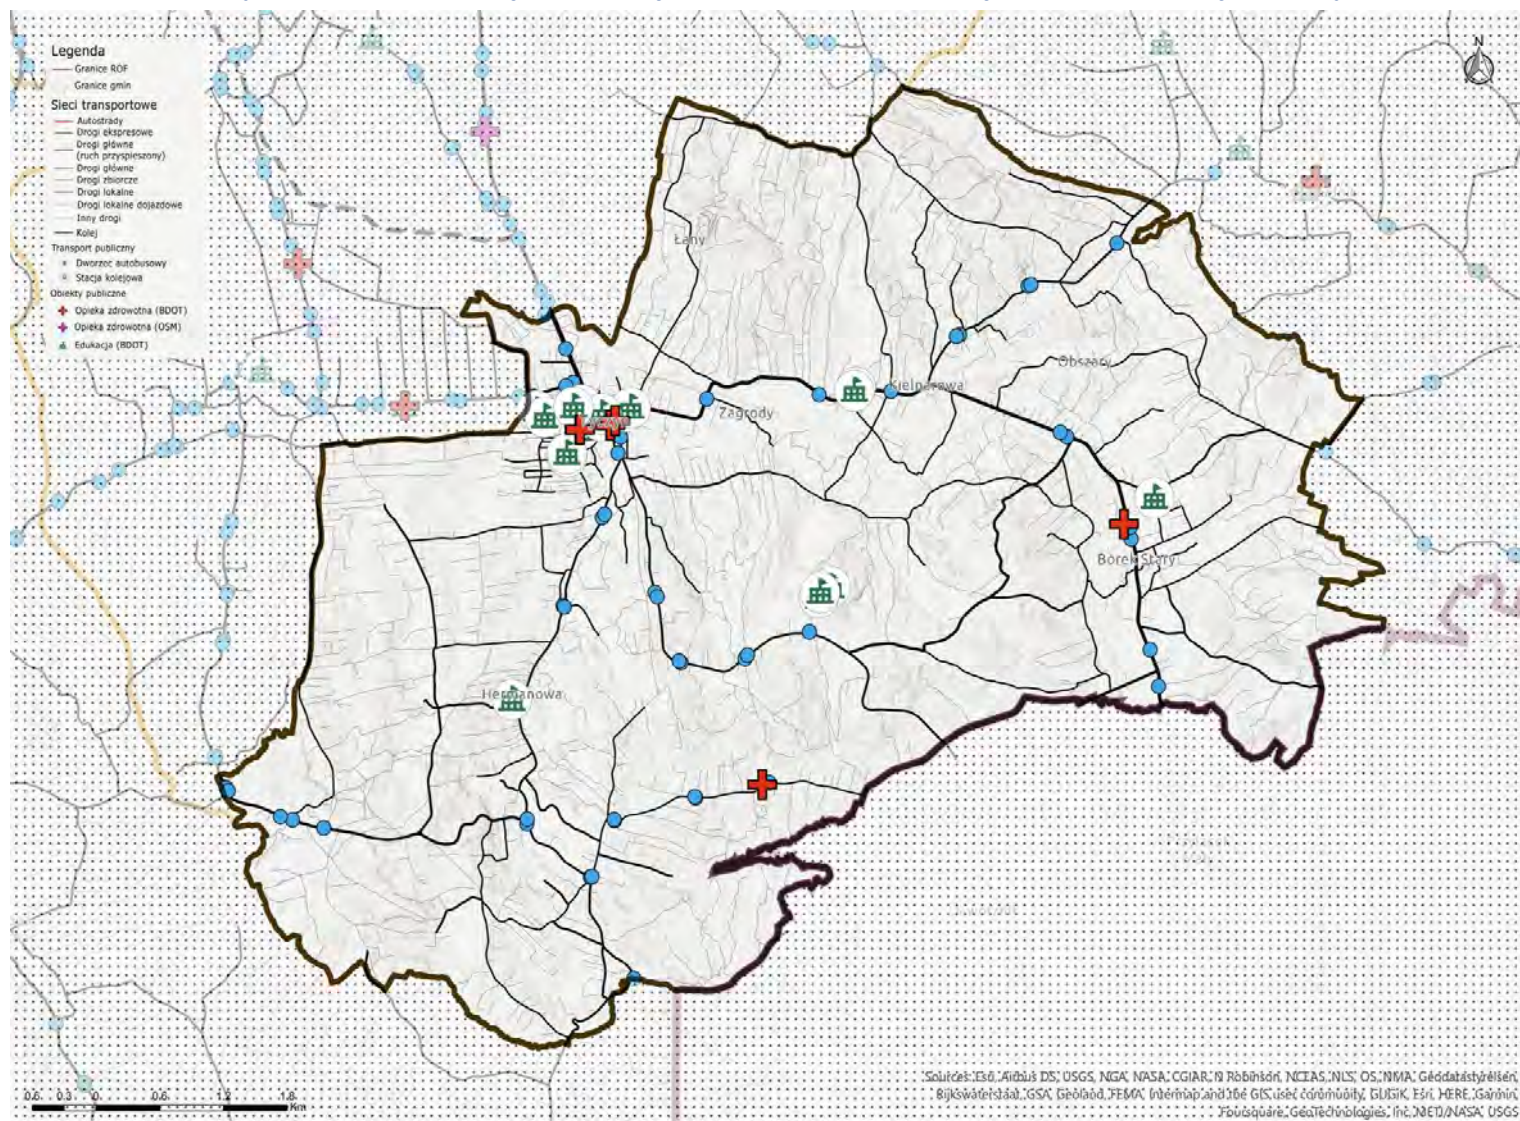 Legenda
Granice ROF
Granice gmin
Sieci transportowe
Autostrady
Drogi ekspresowe
Drogi główne
(ruch przyspieszony)
Drogi główne
Drogi zbiorcze
Drogi lokalne
Drogi lokalne dojazdowe
Inny drogi
Kolej
Transport publiczny
Dworzec autobusowy
Stacja kolejowa
Obiekty publiczne
Opieka zdrowotna (BDOT)
Opieka zdrowotna (OSM)
Edukacja (BDOT)
N
Łany
Obszary
Kielnarowa
Zagrody
Borek Stary
Hermanowa
0.6 0.3 0 0.6 1.2 1.8
Km
Sources: Esri, Airbus DS, USGS, NGA, NASA, CGIAR, N Robinson, NCEAS, NLS, OS, NMA, Geodatastyrelsen,
Rijkswaterstaat, GSA, Geoland, FEMA, Intermap and the GIS user community, GUGiK, Esri, HERE, Garmin,
Foursquare, GeoTechnologies, Inc, METI/NASA, USGS